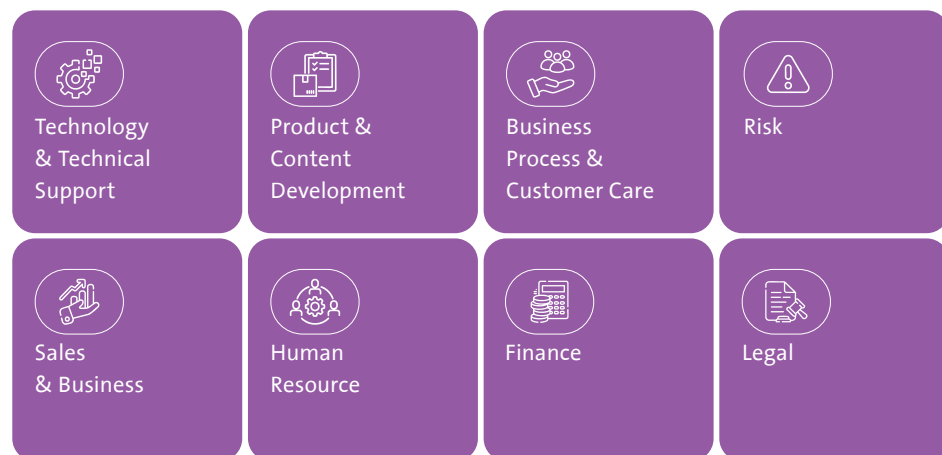 Technology
& Technical
Support
Product &
Content
Development
Business
Process &
Customer Care
Risk
Sales
& Business
Human
Resource
Finance
Legal